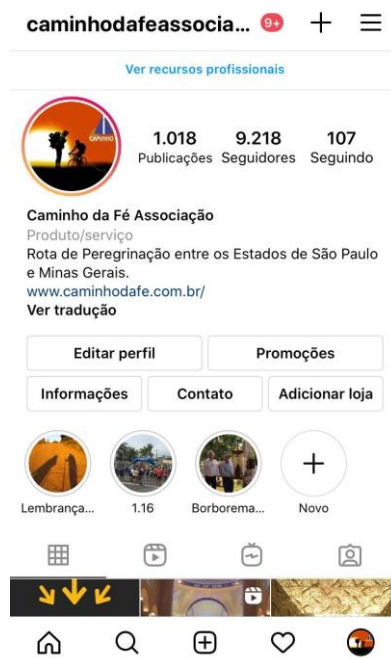 caminhodafeassocia... 9+
Ver recursos profissionais
CAMINHO
1.018 9.218 107
Publicações Seguidores Seguindo
Caminho da Fé Associação
Produto/serviço
Rota de Peregrinação entre os Estados de São Paulo
e Minas Gerais.
www.caminhodafe.com.br/
Ver tradução
Editar perfil Promoções
Informações Contato Adicionar loja
Lembrança... 1.16 Borborema... Novo